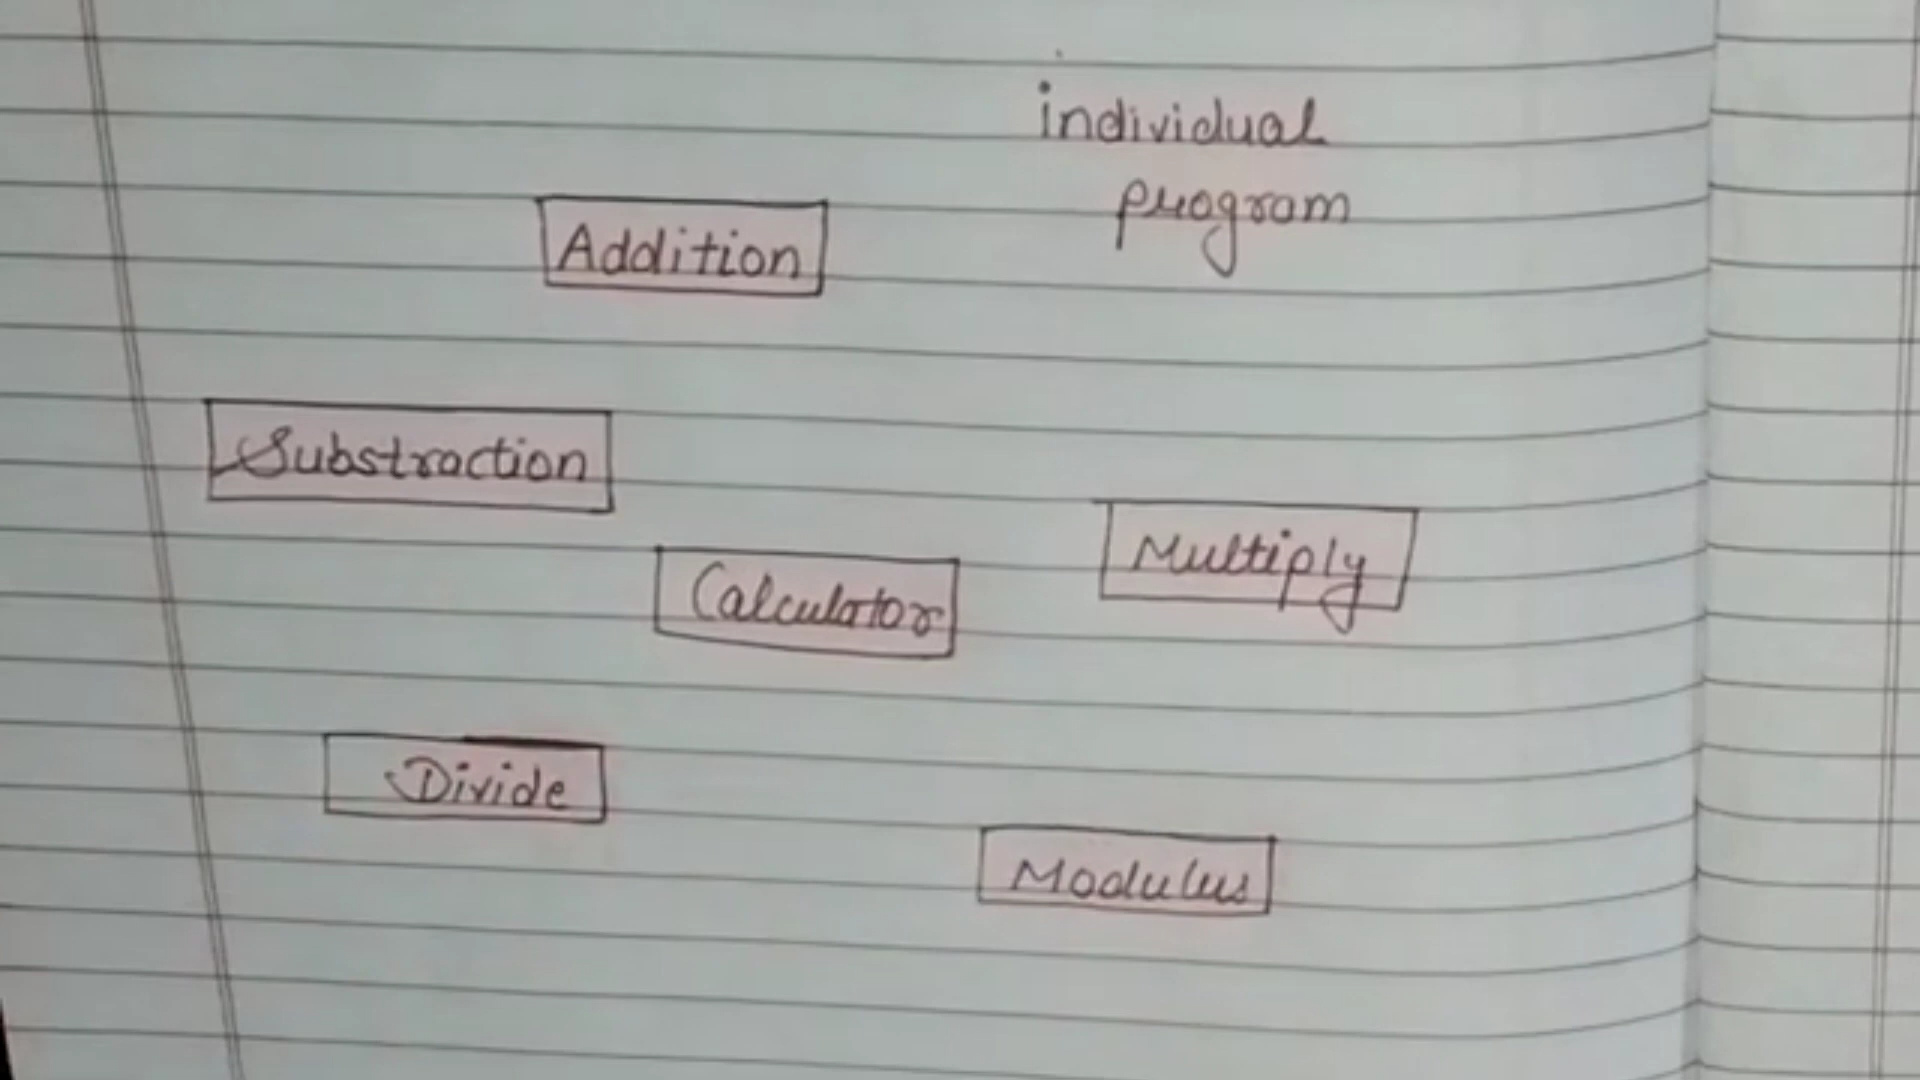 individual
program
Addition
Substraction
Multiply
Calculator
Divide
Modulus